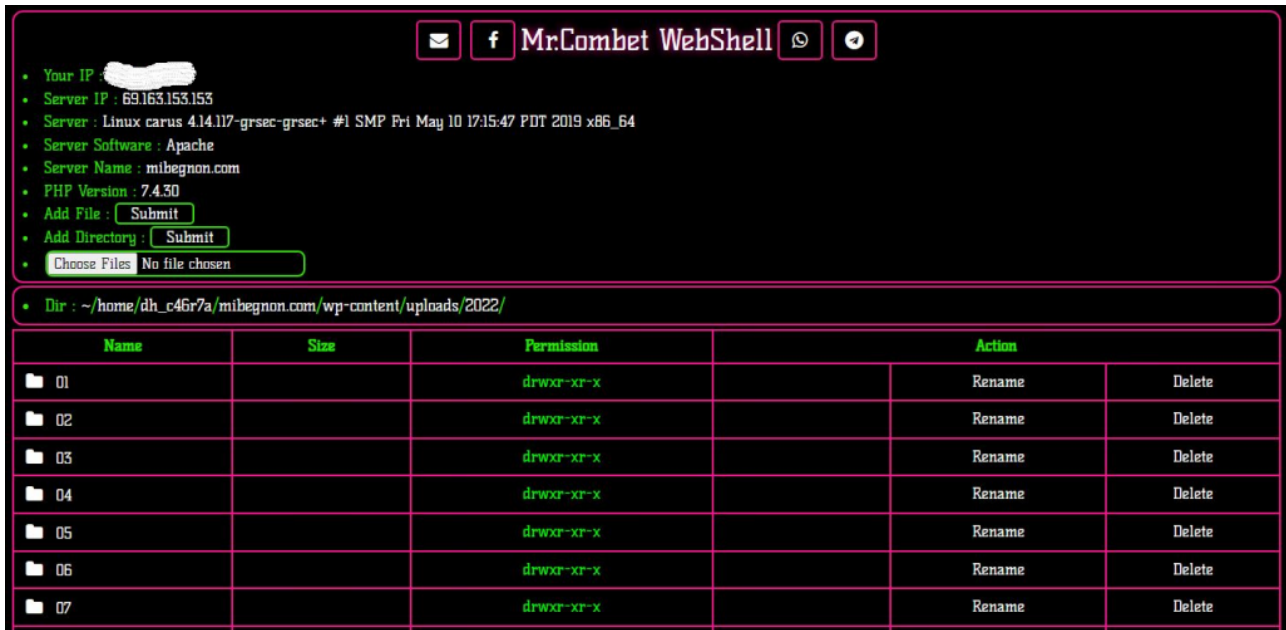 Mr.Combet WebShell
Your IP :
Server IP : 69.163.153.153
Server : Linux carus 4.14.117-grsec-grsec+ #1 SMP Fri May 10 17:15:47 PDT 2019 x86_64
Server Software : Apache
Server Name : mibegnon.com
PHP Version : 7.4.30
Add File : Submit
Add Directory : Submit
Choose Files No file chosen
Dir : ~/home/dh_c46r7a/mibegnon.com/wp-content/uploads/2022/
Name Size Permission Action
01 drwxr-xr-x Rename Delete
02 drwxr-xr-x Rename Delete
03 drwxr-xr-x Rename Delete
04 drwxr-xr-x Rename Delete
05 drwxr-xr-x Rename Delete
06 drwxr-xr-x Rename Delete
07 drwxr-xr-x Rename Delete